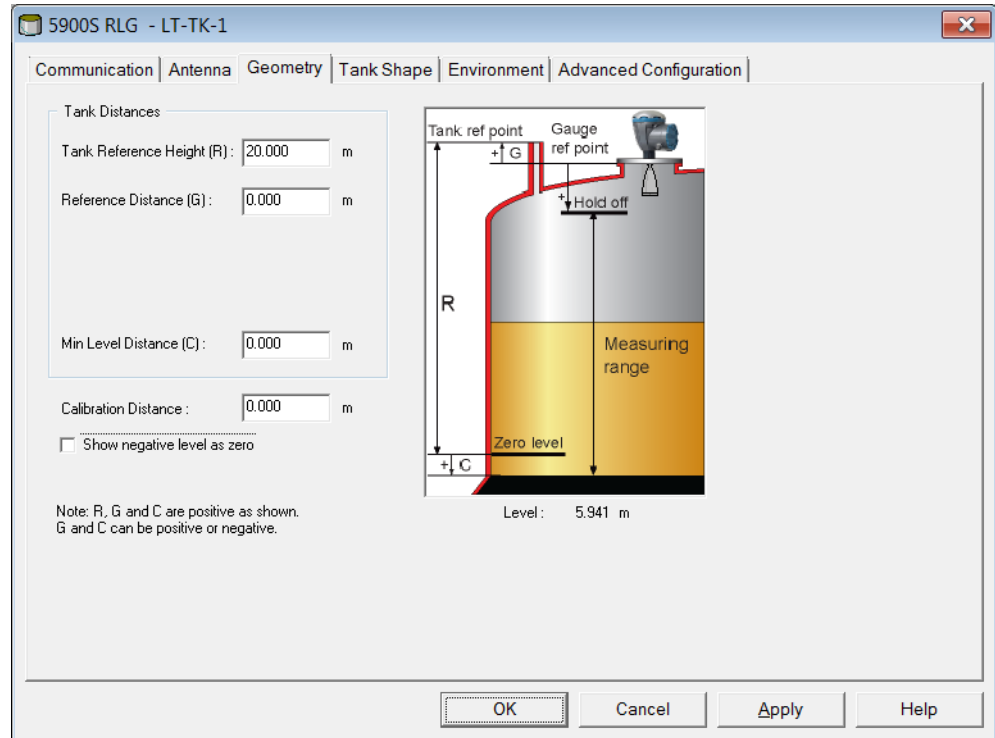 5900S RLG - LT-TK-1
Communication Antenna Geometry Tank Shape Environment Advanced Configuration
Tank Distances
Tank Reference Height (R) : 20.000 m
Reference Distance (G) : 0.000 m
Min Level Distance (C) : 0.000 m
Calibration Distance : 0.000 m
Show negative level as zero
Note: R, G and C are positive as shown.
G and C can be positive or negative.
Tank ref point
Gauge
ref point
+ G
+ Hold off
R
Measuring
range
Zero level
+ C
Level : 5.941 m
OK Cancel Apply Help